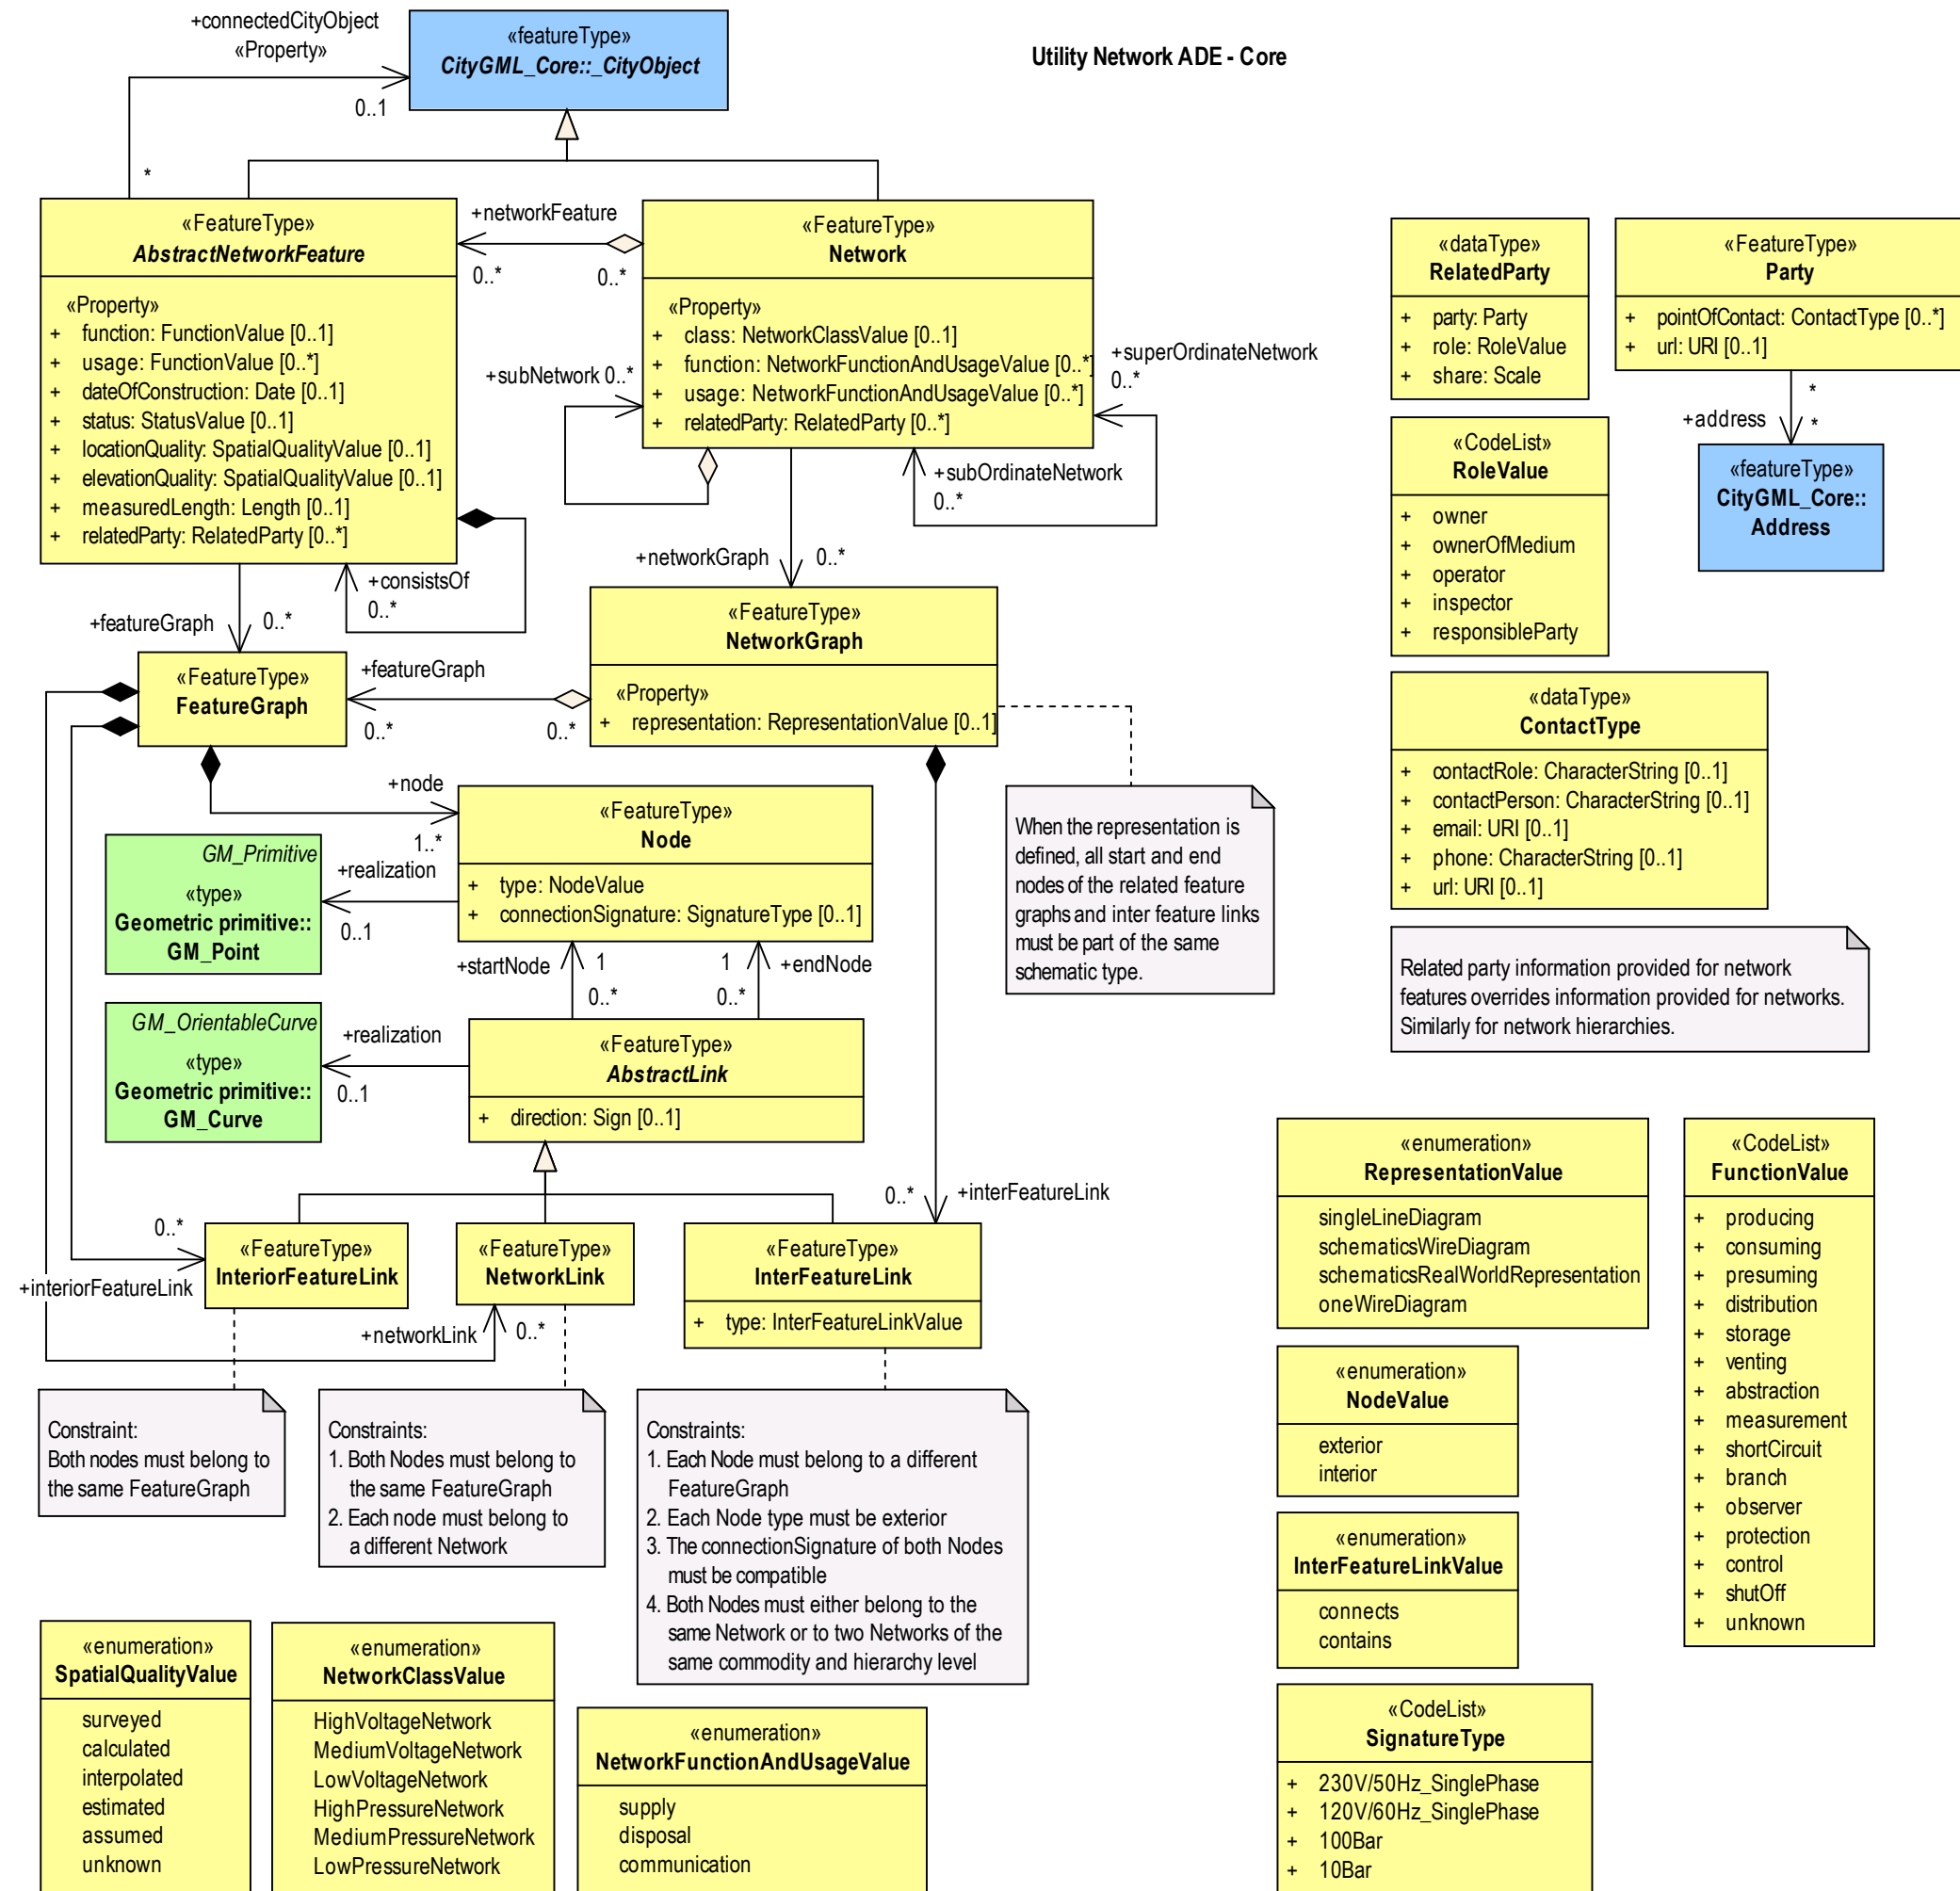 Utility Network ADE - Core
+connectedCityObject
«Property»
0..1
*
«featureType»
CityGML_Core::_CityObject
«FeatureType»
AbstractNetworkFeature
«Property»
+ function: FunctionValue [0..1]
+ usage: FunctionValue [0..*]
+ dateOfConstruction: Date [0..1]
+ status: StatusValue [0..1]
+ locationQuality: SpatialQualityValue [0..1]
+ elevationQuality: SpatialQualityValue [0..1]
+ measuredLength: Length [0..1]
+ relatedParty: RelatedParty [0..*]
+networkFeature
0..*
0..*
«FeatureType»
Network
«Property»
+ class: NetworkClassValue [0..1]
+ function: NetworkFunctionAndUsageValue [0..*]
+ usage: NetworkFunctionAndUsageValue [0..*]
+ relatedParty: RelatedParty [0..*]
+subNetwork 0..*
+superOrdinateNetwork
0..*
+subOrdinateNetwork
0..*
+consistsOf
0..*
+networkGraph
0..*
+featureGraph
0..*
«FeatureType»
FeatureGraph
+featureGraph
0..*
0..*
«FeatureType»
NetworkGraph
«Property»
+ representation: RepresentationValue [0..1]
When the representation is
defined, all start and end
nodes of the related feature
graphs and inter feature links
must be part of the same
schematic type.
+node
1..*
«FeatureType»
Node
+ type: NodeValue
+ connectionSignature: SignatureType [0..1]
GM_Primitive
«type»
Geometric primitive::
GM_Point
+realization
0..1
+startNode
1
0..*
1
+endNode
0..*
GM_OrientableCurve
«type»
Geometric primitive::
GM_Curve
+realization
0..1
«FeatureType»
AbstractLink
+ direction: Sign [0..1]
0..*
+interFeatureLink
0..*
+interiorFeatureLink
«FeatureType»
InteriorFeatureLink
«FeatureType»
NetworkLink
+networkLink
0..*
«FeatureType»
InterFeatureLink
+ type: InterFeatureLinkValue
Constraint:
Both nodes must belong to
the same FeatureGraph
Constraints:
1. Both Nodes must belong to
the same FeatureGraph
2. Each node must belong to
a different Network
Constraints:
1. Each Node must belong to a different
FeatureGraph
2. Each Node type must be exterior
3. The connectionSignature of both Nodes
must be compatible
4. Both Nodes must either belong to the
same Network or to two Networks of the
same commodity and hierarchy level
«enumeration»
SpatialQualityValue
surveyed
calculated
interpolated
estimated
assumed
unknown
«enumeration»
NetworkClassValue
HighVoltageNetwork
MediumVoltageNetwork
LowVoltageNetwork
HighPressureNetwork
MediumPressureNetwork
LowPressureNetwork
«enumeration»
NetworkFunctionAndUsageValue
supply
disposal
communication
«dataType»
RelatedParty
+ party: Party
+ role: RoleValue
+ share: Scale
«FeatureType»
Party
+ pointOfContact: ContactType [0..*]
+ url: URI [0..1]
*
+address
*
«featureType»
CityGML_Core::
Address
«CodeList»
RoleValue
+ owner
+ ownerOfMedium
+ operator
+ inspector
+ responsibleParty
«dataType»
ContactType
+ contactRole: CharacterString [0..1]
+ contactPerson: CharacterString [0..1]
+ email: URI [0..1]
+ phone: CharacterString [0..1]
+ url: URI [0..1]
Related party information provided for network
features overrides information provided for networks.
Similarly for network hierarchies.
«enumeration»
RepresentationValue
singleLineDiagram
schematicsWireDiagram
schematicsRealWorldRepresentation
oneWireDiagram
«CodeList»
FunctionValue
+ producing
+ consuming
+ presuming
+ distribution
+ storage
+ venting
+ abstraction
+ measurement
+ shortCircuit
+ branch
+ observer
+ protection
+ control
+ shutOff
+ unknown
«enumeration»
NodeValue
exterior
interior
«enumeration»
InterFeatureLinkValue
connects
contains
«CodeList»
SignatureType
+ 230V/50Hz_SinglePhase
+ 120V/60Hz_SinglePhase
+ 100Bar
+ 10Bar